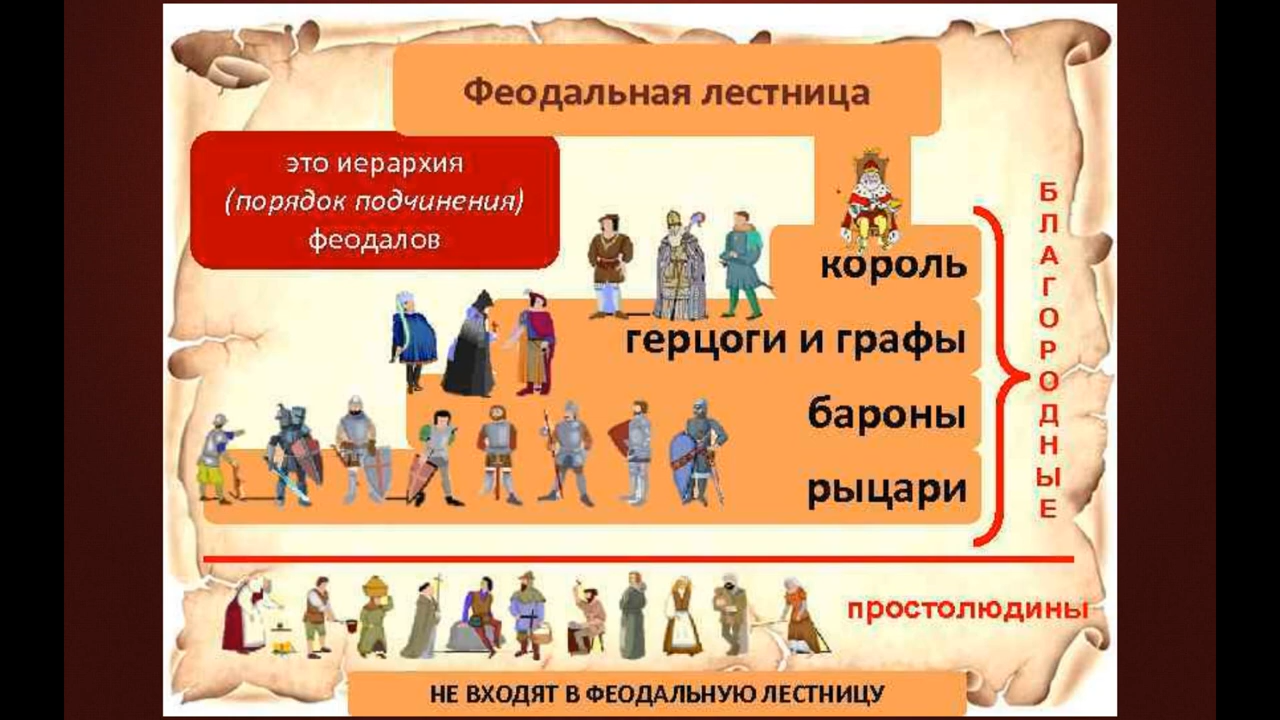 Феодальная лестница
это иерархия
(порядок подчинения)
феодалов
король
герцоги и графы
бароны
рыцари
БЛАГОРОДНЫЕ
простолюдины
НЕ ВХОДЯТ В ФЕОДАЛЬНУЮ ЛЕСТНИЦУ